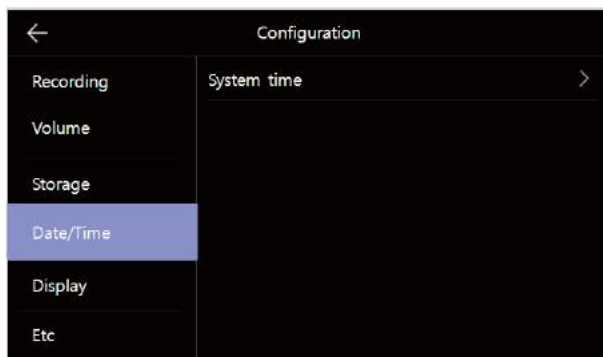 Configuration
Recording
System time
Volume
Storage
Date/Time
Display
Etc